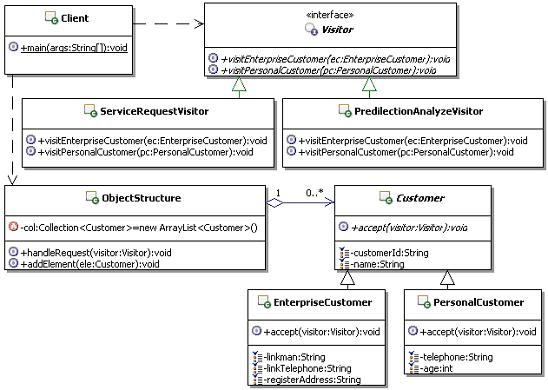 Client
+main(args:String[]):void
«interface»
Visitor
+visitEnterpriseCustomer(ec:EnterpriseCustomer):void
+visitPersonalCustomer(pc:PersonalCustomer):void
ServiceRequestVisitor
+visitEnterpriseCustomer(ec:EnterpriseCustomer):void
+visitPersonalCustomer(pc:PersonalCustomer):void
PredilectionAnalyzeVisitor
+visitEnterpriseCustomer(ec:EnterpriseCustomer):void
+visitPersonalCustomer(pc:PersonalCustomer):void
ObjectStructure
-col:Collection<Customer>=new ArrayList<Customer>()
+handleRequest(visitor:Visitor):void
+addElement(ele:Customer):void
1
0..*
Customer
+accept(visitor:Visitor):void
-customerId:String
-name:String
EnterpriseCustomer
+accept(visitor:Visitor):void
-linkman:String
-linkTelephone:String
-registerAddress:String
PersonalCustomer
+accept(visitor:Visitor):void
-telephone:String
-age:int